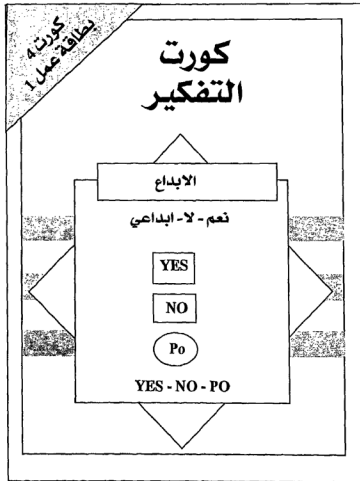 كورت 4
بطاقة عمل 1
كورت
التفكير
الابداع
نعم - لا - ابداعي
YES
NO
Po
YES - NO - PO